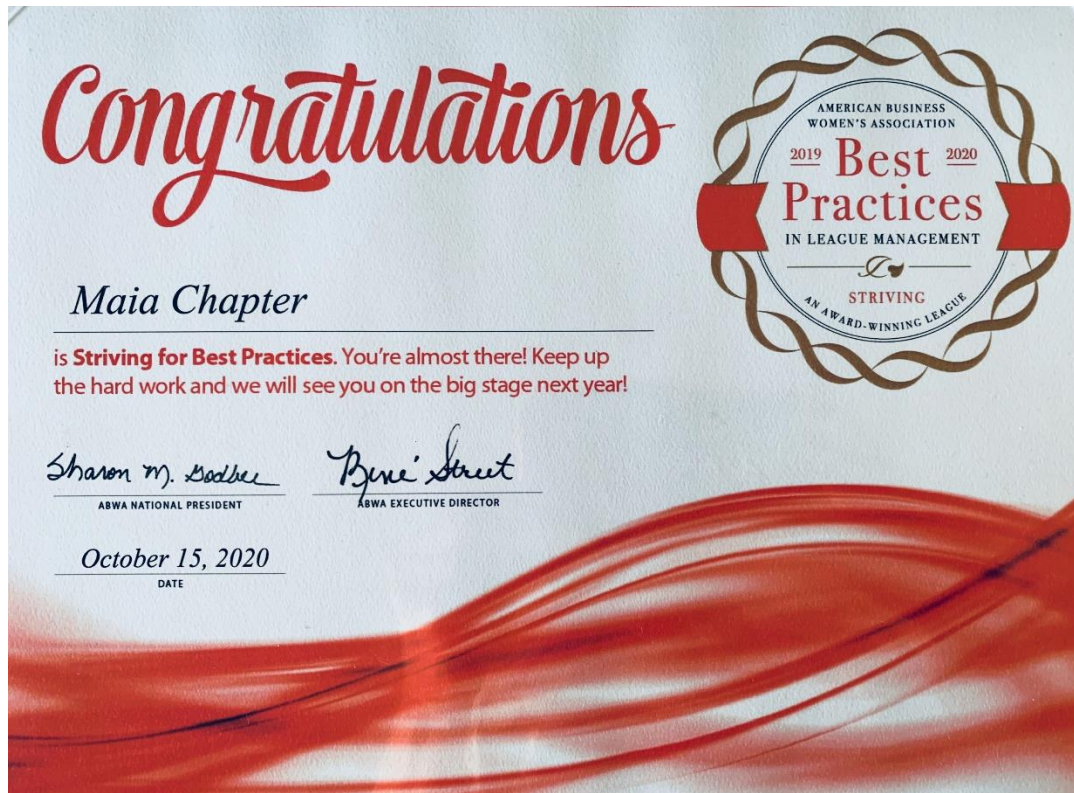 Congratulations
AMERICAN BUSINESS
WOMEN'S ASSOCIATION
2019 Best 2020
Practices
IN LEAGUE MANAGEMENT
STRIVING
AN AWARD-WINNING LEAGUE
Maia Chapter
is Striving for Best Practices. You're almost there! Keep up
the hard work and we will see you on the big stage next year!
Sharon M. Godbee
René Street
ABWA NATIONAL PRESIDENT
ABWA EXECUTIVE DIRECTOR
October 15, 2020
DATE